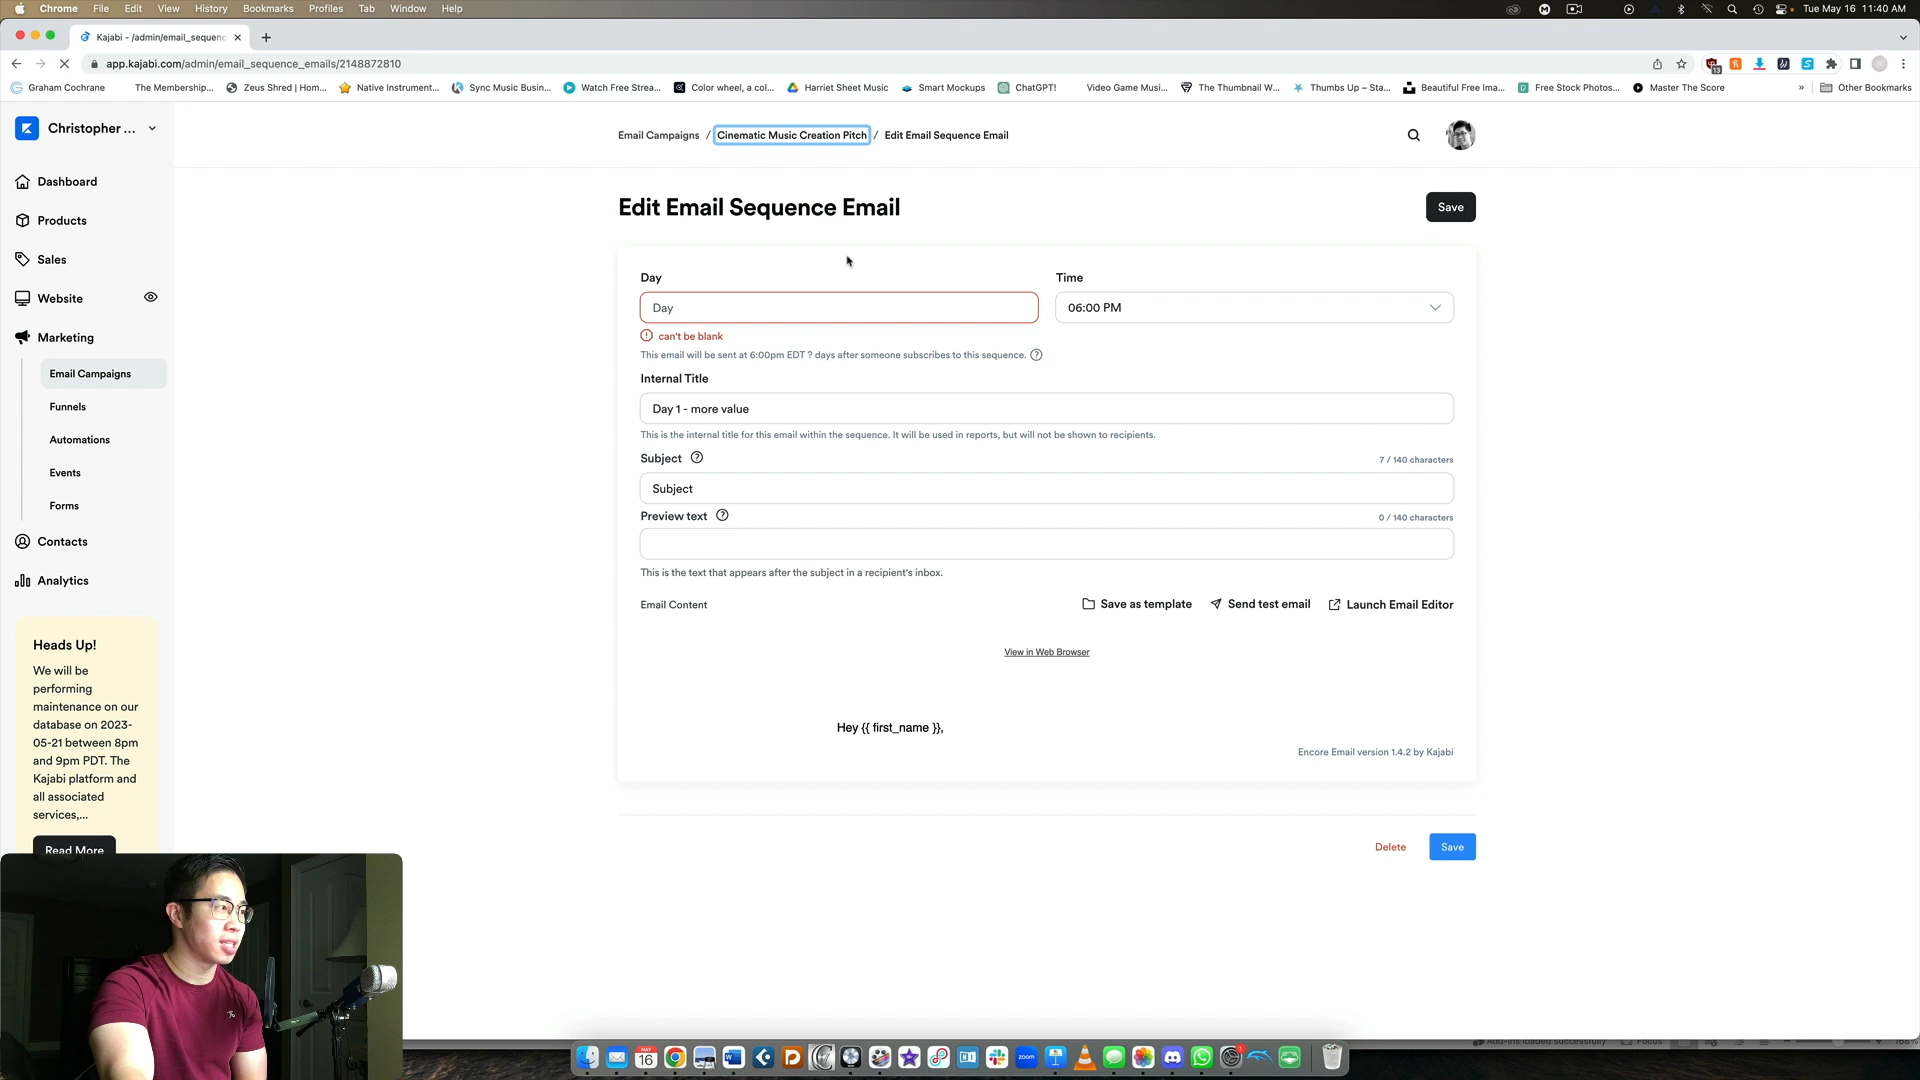 Chrome File Edit View History Bookmarks Profiles Tab Window Help Tue May 16 11:40 AM
Kajabi - /admin/email_sequenc
app.kajabi.com/admin/email_sequence_emails/2148872810
13
Graham Cochrane The Membership... Zeus Shred | Hom... Native Instrument... Sync Music Busin... Watch Free Strea... Color wheel, a col... Harriet Sheet Music Smart Mockups ChatGPT! Video Game Musi... The Thumbnail W... Thumbs Up – Sta... Beautiful Free Ima... Free Stock Photos... Master The Score » Other Bookmarks
Christopher ...
Email Campaigns / Cinematic Music Creation Pitch / Edit Email Sequence Email
Dashboard
Products
Sales
Website
Marketing
Email Campaigns
Funnels
Automations
Events
Forms
Contacts
Analytics
Heads Up!
We will be
performing
maintenance on our
database on 2023-
05-21 between 8pm
and 9pm PDT. The
Kajabi platform and
all associated
services,...
Read More
Edit Email Sequence Email
Save
Day
Time
Day
06:00 PM
can't be blank
This email will be sent at 6:00pm EDT ? days after someone subscribes to this sequence.
Internal Title
Day 1 - more value
This is the internal title for this email within the sequence. It will be used in reports, but will not be shown to recipients.
Subject
7 / 140 characters
Subject
Preview text
0 / 140 characters
This is the text that appears after the subject in a recipient's inbox.
Email Content
Save as template
Send test email
Launch Email Editor
View in Web Browser
Hey {{ first_name }},
Encore Email version 1.4.2 by Kajabi
Delete
Save
16
zoom